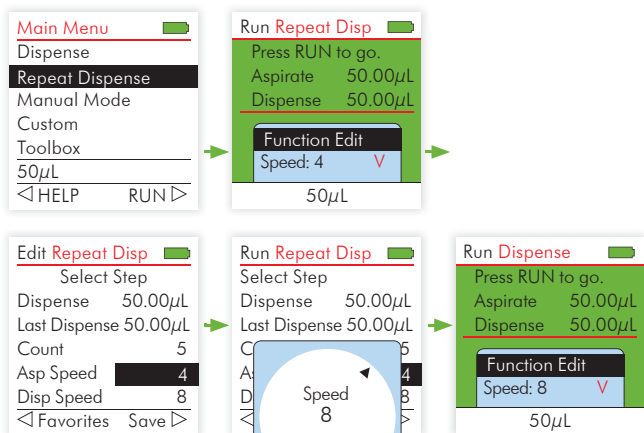 Main Menu
Dispense
Repeat Dispense
Manual Mode
Custom
Toolbox
50µL
◁ HELP RUN ▷
Run Repeat Disp
Press RUN to go.
Aspirate 50.00µL
Dispense 50.00µL
Function Edit
Speed: 4 V
50µL
Edit Repeat Disp
Select Step
Dispense 50.00µL
Last Dispense 50.00µL
Count 5
Asp Speed 4
Disp Speed 8
◁ Favorites Save ▷
Run Repeat Disp
Select Step
Dispense 50.00µL
Last Dispense 50.00µL
C 5
A 4
D 8
Speed
8
Run Dispense
Press RUN to go.
Aspirate 50.00µL
Dispense 50.00µL
Function Edit
Speed: 8 V
50µL